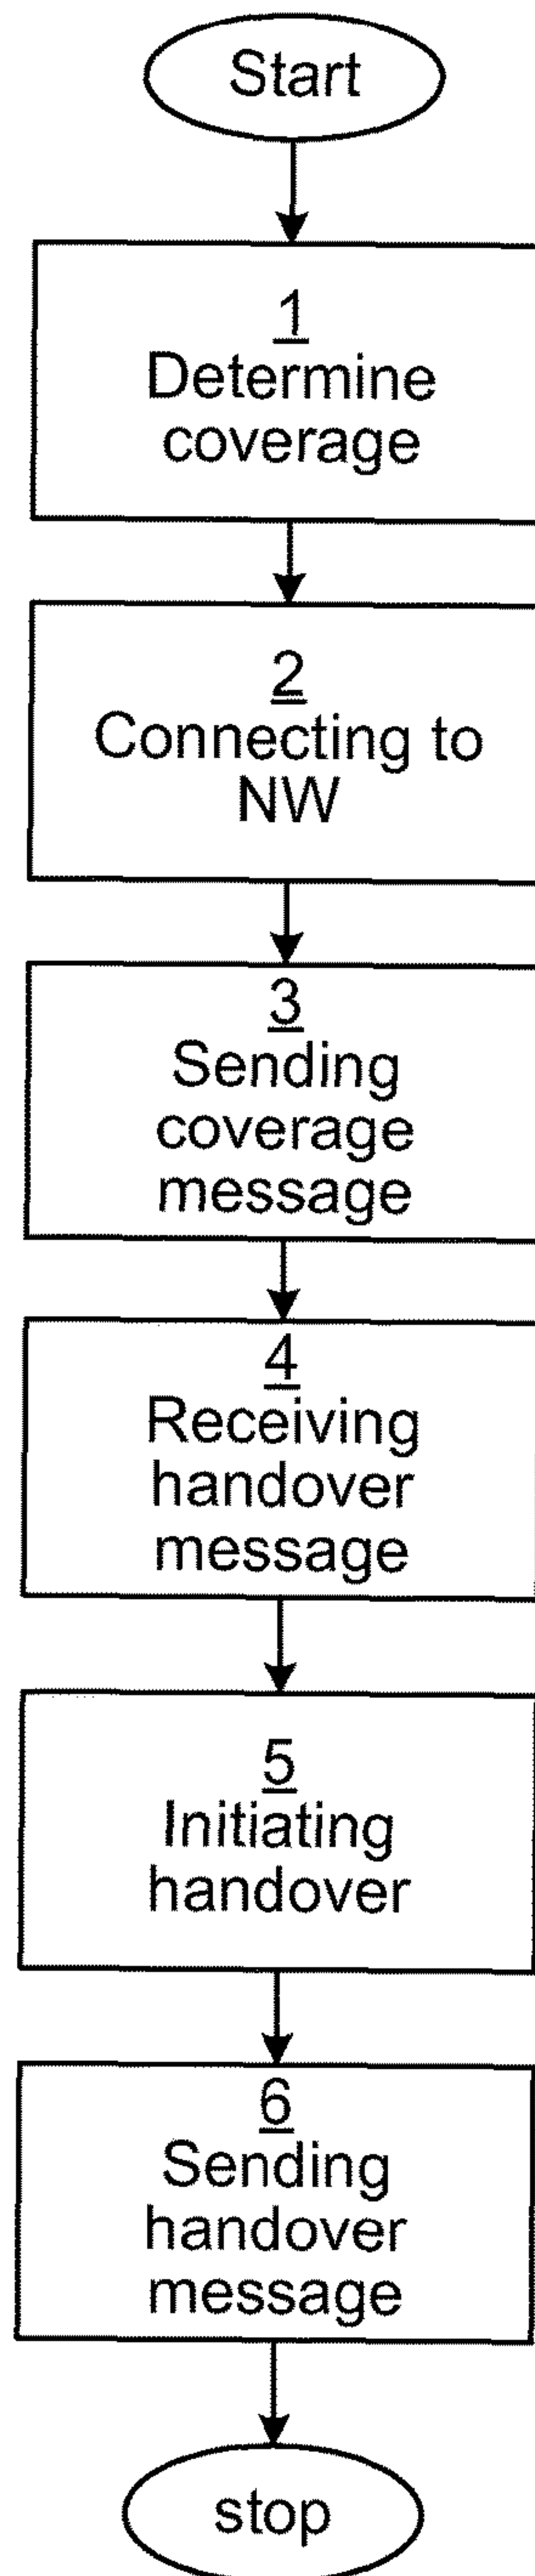 Start
1
Determine
coverage
2
Connecting to
NW
3
Sending
coverage
message
4
Receiving
handover
message
5
Initiating
handover
6
Sending
handover
message
stop